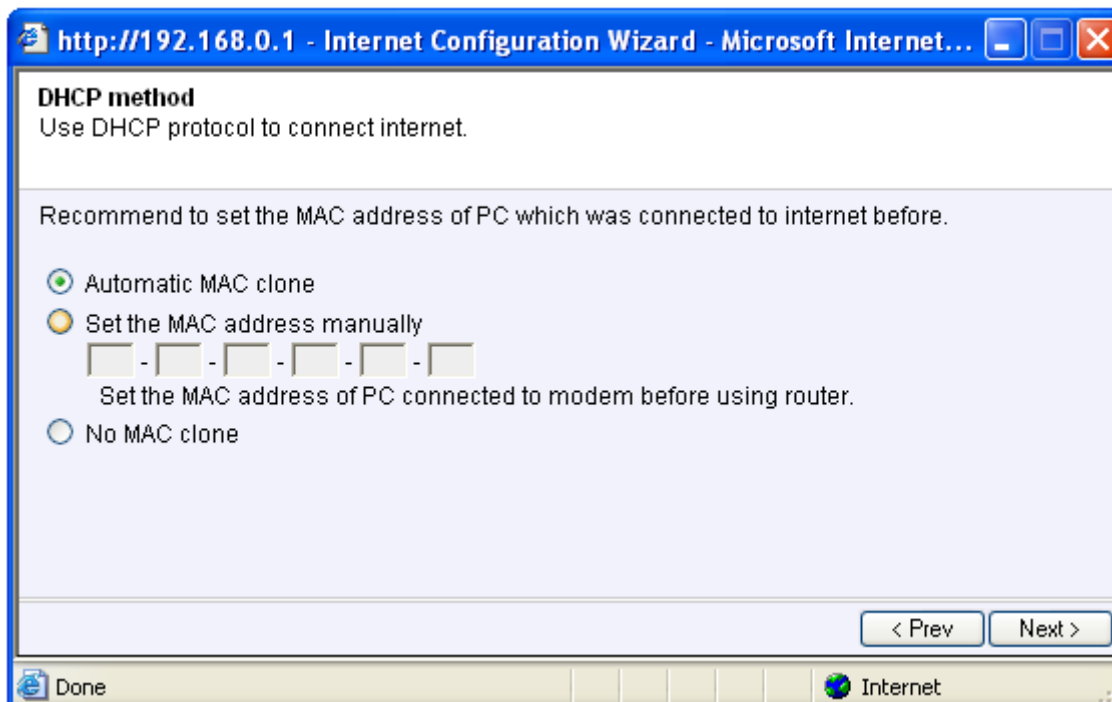 http://192.168.0.1 - Internet Configuration Wizard - Microsoft Internet...
DHCP method
Use DHCP protocol to connect internet.
Recommend to set the MAC address of PC which was connected to internet before.
Automatic MAC clone
Set the MAC address manually
- - - - -
Set the MAC address of PC connected to modem before using router.
No MAC clone
< Prev Next >
Done Internet